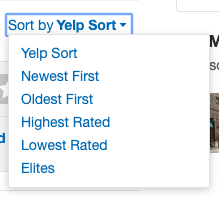 Sort by Yelp Sort
Yelp Sort
Newest First
Oldest First
Highest Rated
Lowest Rated
Elites